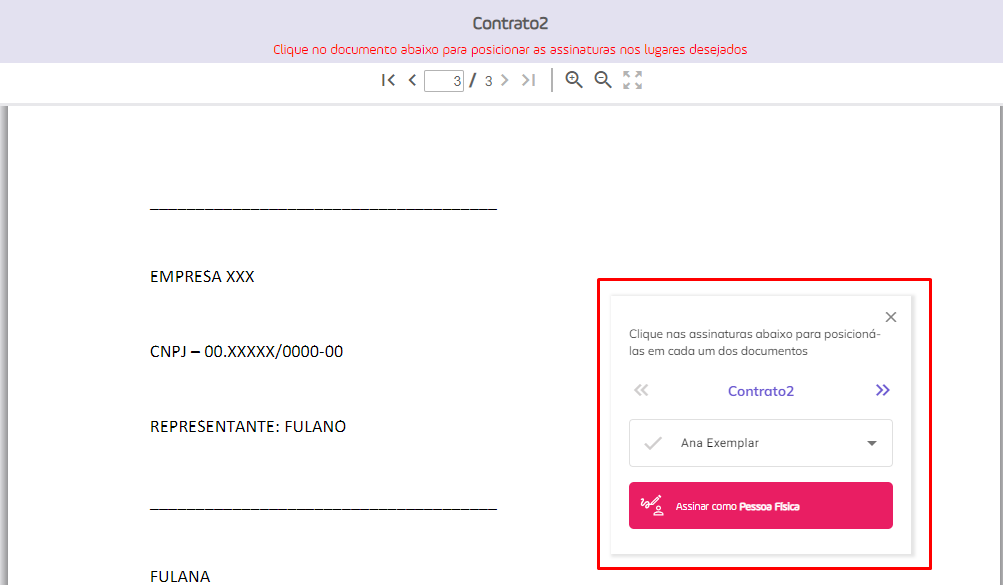 Contrato2
Clique no documento abaixo para posicionar as assinaturas nos lugares desejados
3 / 3
EMPRESA XXX
CNPJ – 00.XXXXX/0000-00
REPRESENTANTE: FULANO
FULANA
Clique nas assinaturas abaixo para posicioná-
las em cada um dos documentos
Contrato2
Ana Exemplar
Assinar como Pessoa Física